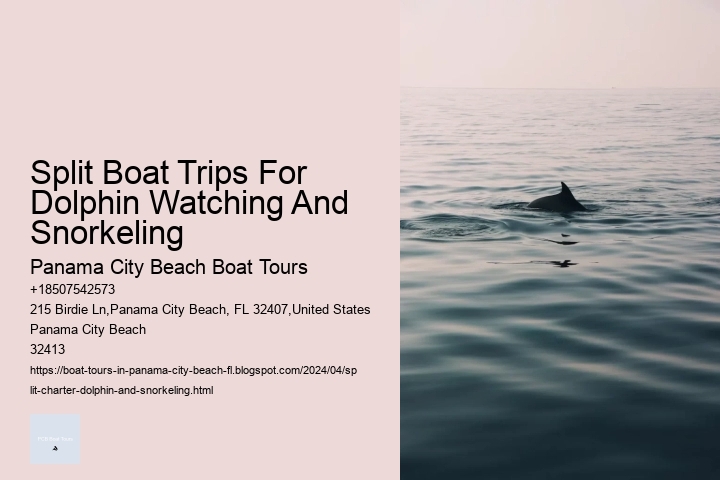 Split Boat Trips For
Dolphin Watching And
Snorkeling
Panama City Beach Boat Tours
+18507542573
215 Birdie Ln,Panama City Beach, FL 32407,United States
Panama City Beach
32413
https://boat-tours-in-panama-city-beach-fl.blogspot.com/2024/04/sp
lit-charter-dolphin-and-snorkeling.html